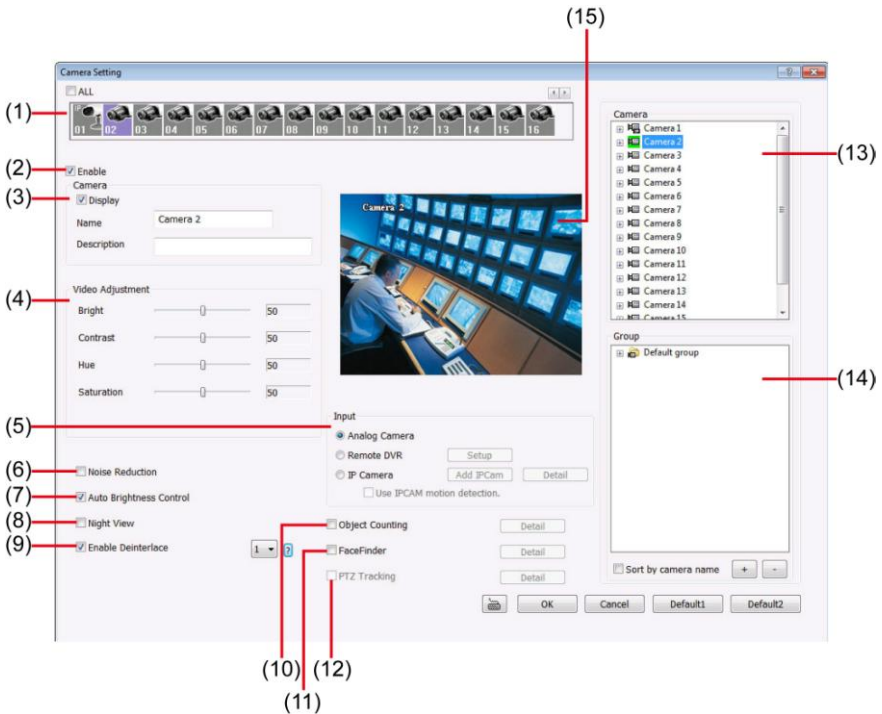 (15)
Camera Setting
ALL
(1)
01 02 03 04 05 06 07 08 09 10 11 12 13 14 15 16
(2)
Enable
Camera
(3)
Display
Name
Camera 2
Description
Camera 2
(4)
Video Adjustment
Bright
50
Contrast
50
Hue
50
Saturation
50
(5)
Input
Analog Camera
Remote DVR
Setup
IP Camera
Add IPCam
Detail
Use IPCAM motion detection.
(6)
Noise Reduction
(7)
Auto Brightness Control
(8)
Night View
(9)
Enable Deinterlace
1
?
Object Counting
Detail
FaceFinder
Detail
PTZ Tracking
Detail
Camera
Camera 1
Camera 2
Camera 3
Camera 4
Camera 5
Camera 6
Camera 7
Camera 8
Camera 9
Camera 10
Camera 11
Camera 12
Camera 13
Camera 14
Camera 15
(13)
Group
Default group
(14)
Sort by camera name
+
-
OK
Cancel
Default1
Default2
(10)
(12)
(11)